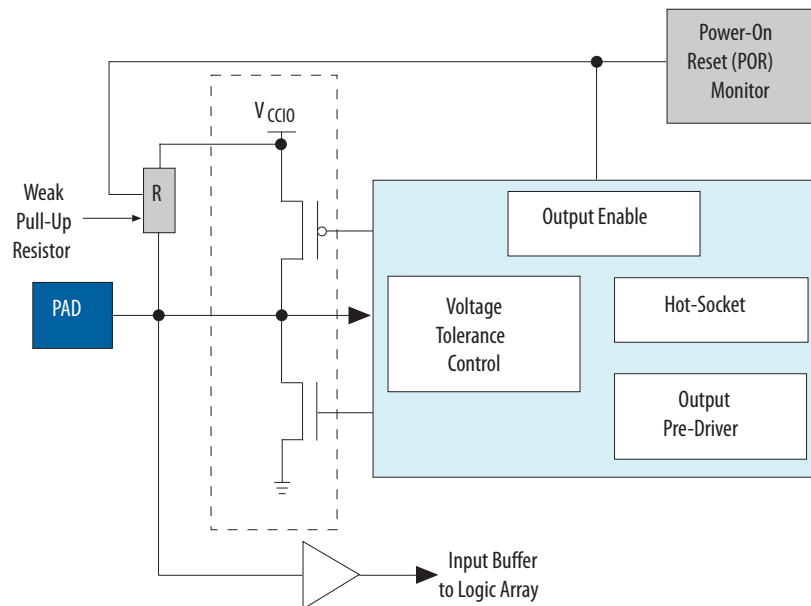 Power-On
Reset (POR)
Monitor
V CCIO
R
Weak
Pull-Up
Resistor
Output Enable
PAD
Voltage
Tolerance
Control
Hot-Socket
Output
Pre-Driver
Input Buffer
to Logic Array